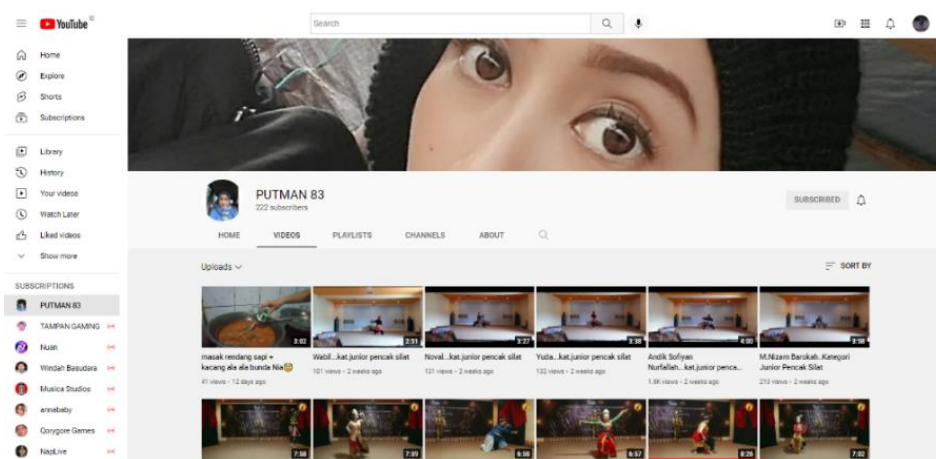 YouTube ID
Search
Home
Explore
Shorts
Subscriptions
Library
History
Your videos
Watch Later
Liked videos
Show more
SUBSCRIPTIONS
PUTMAN 83
TAMPAN GAMING
Nuan
Windah Basudara
Musica Studios
annababy
Qorygore Games
NapLive
PUTMAN 83
222 subscribers
SUBSCRIBED
HOME VIDEOS PLAYLISTS CHANNELS ABOUT
Uploads
SORT BY
3:02
masak rendang sapi +
kacang ala ala bunda Nia😇
41 views • 12 days ago
2:51
Wabil...kat.junior pencak silat
101 views • 2 weeks ago
3:27
Noval...kat.junior pencak silat
131 views • 2 weeks ago
3:38
Yuda...kat.junior pencak silat
132 views • 2 weeks ago
4:00
Andik Sofiyan
Nurfallah...kat.junior penca...
1.8K views • 2 weeks ago
3:58
M.Nizam Barokah..Kategori
Junior Pencak Silat
213 views • 2 weeks ago
7:58
7:09
6:58
6:57
8:26
7:02